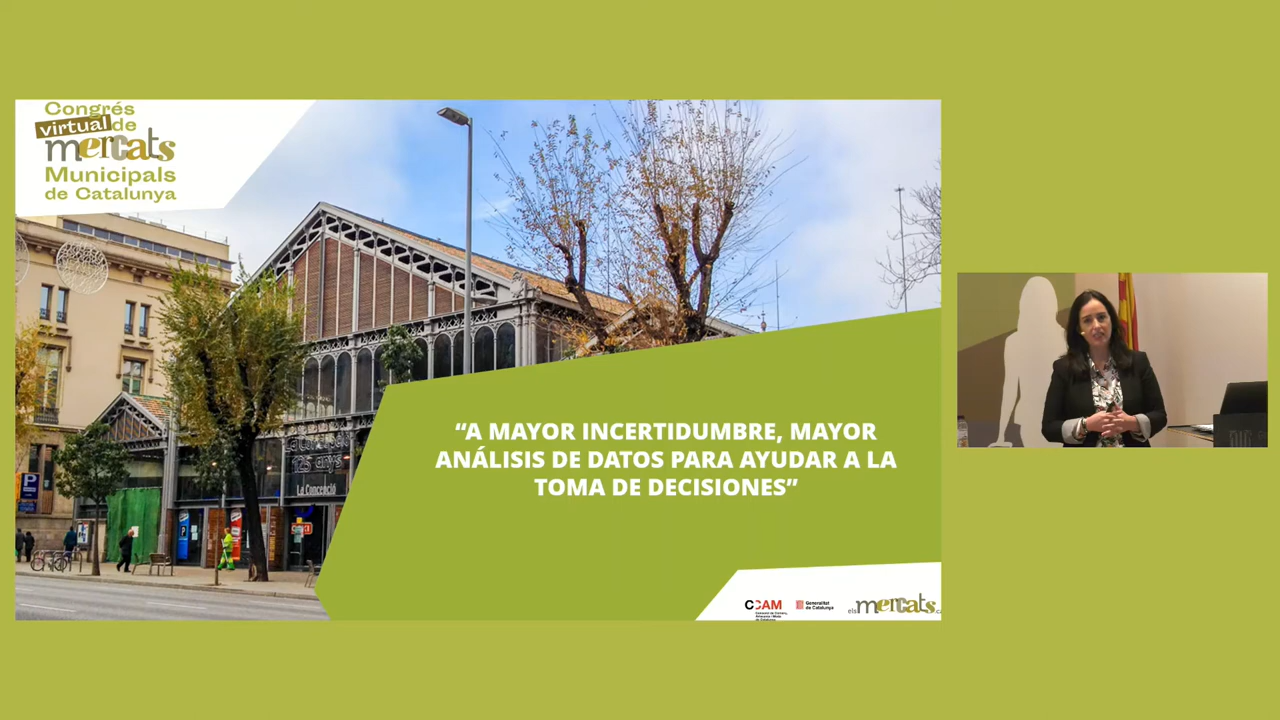 Congrés
virtual de
mercats
Municipals
de Catalunya
125 anys
La Concepció
P
“A MAYOR INCERTIDUMBRE, MAYOR
ANÁLISIS DE DATOS PARA AYUDAR A LA
TOMA DE DECISIONES”
CCAM
Generalitat
de Catalunya
els mercats.c